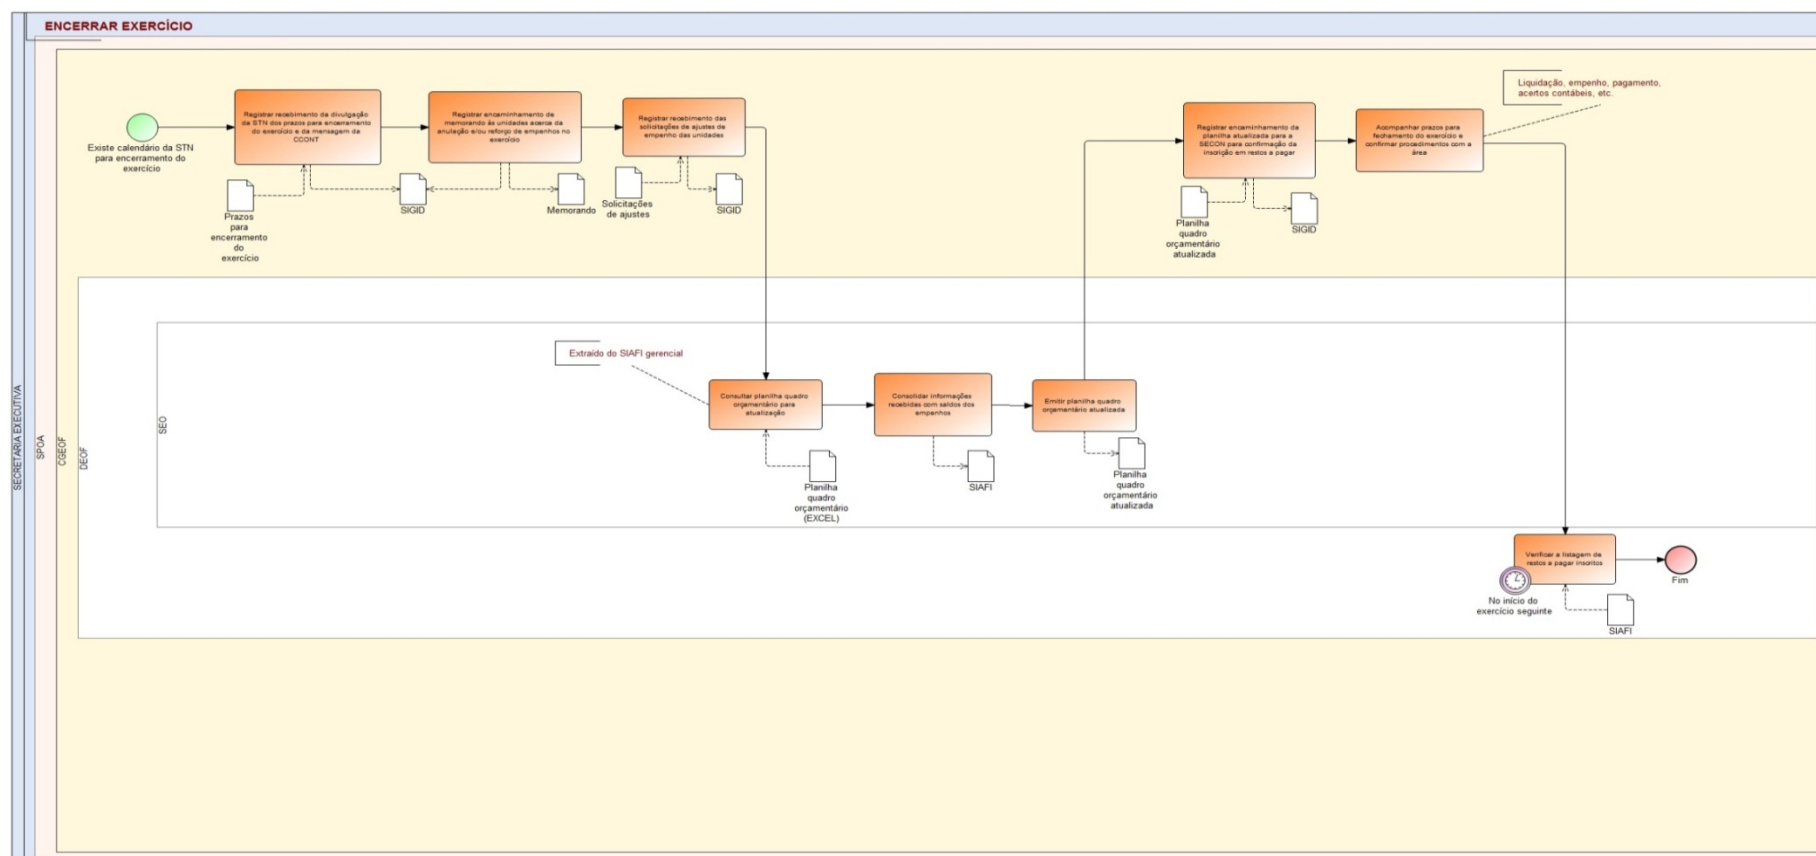 ENCERRAR EXERCÍCIO
SECRETARIA EXECUTIVA
SPOA
CGEOF
DEOF
SEO
Existe calendário da STN
para encerramento do
exercício
Registrar recebimento da divulgação
da STN dos prazos para encerramento
do exercício e da mensagem da
CCONT
Prazos
para
encerramento
do
exercício
SIGID
Registrar encaminhamento de
memorando às unidades acerca da
anulação e/ou reforço de empenhos no
exercício
Memorando
Registrar recebimento das
solicitações de ajustes de
empenho das unidades
Solicitações
de ajustes
SIGID
Extraído do SIAFI gerencial
Consultar planilha quadro
orçamentário para
atualização
Planilha
quadro
orçamentário
(EXCEL)
Consolidar informações
recebidas com saldos dos
empenhos
SIAFI
Emitir planilha quadro
orçamentário atualizada
Planilha
quadro
orçamentário
atualizada
Registrar encaminhamento da
planilha atualizada para a
SECON para confirmação da
inscrição em restos a pagar
Planilha
quadro
orçamentário
atualizada
SIGID
Acompanhar prazos para
fechamento do exercício e
confirmar procedimentos com a
área
Liquidação, empenho, pagamento,
acertos contábeis, etc.
Verificar a listagem de
restos a pagar inscritos
No início do
exercício seguinte
SIAFI
Fim